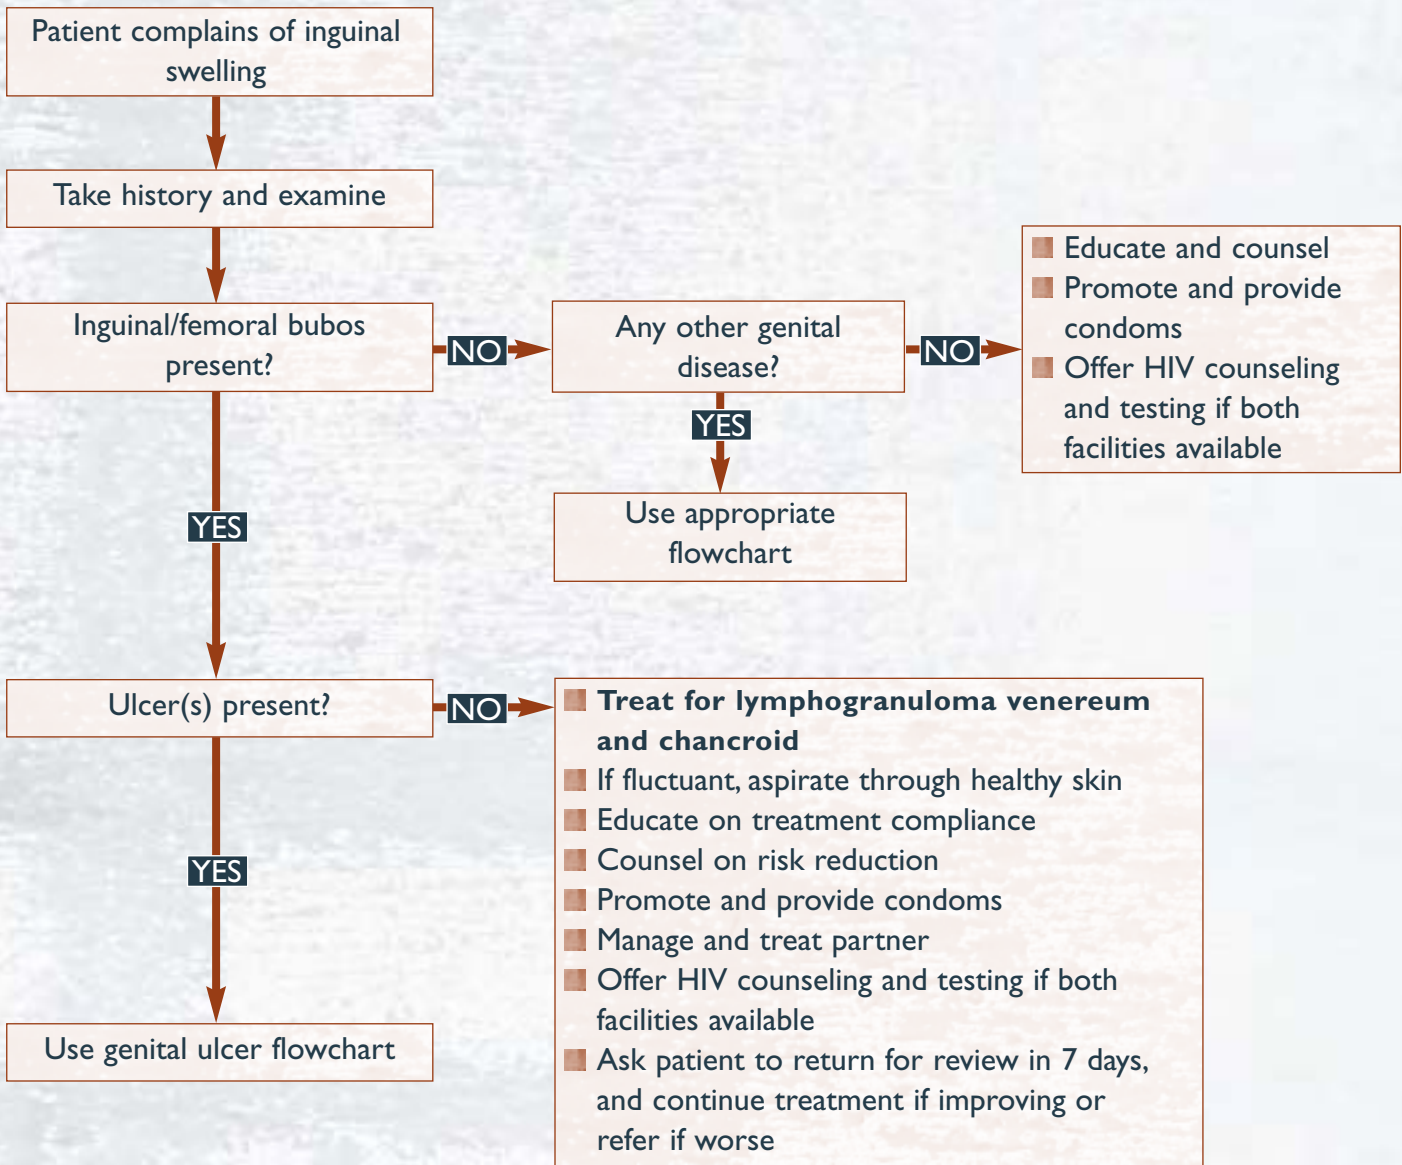 Patient complains of inguinal
swelling
Take history and examine
Inguinal/femoral bubos
present?
NO
Any other genital
disease?
NO
Educate and counsel
Promote and provide
condoms
Offer HIV counseling
and testing if both
facilities available
YES
Use appropriate
flowchart
YES
Ulcer(s) present?
NO
Treat for lymphogranuloma venereum
and chancroid
If fluctuant, aspirate through healthy skin
Educate on treatment compliance
Counsel on risk reduction
Promote and provide condoms
Manage and treat partner
Offer HIV counseling and testing if both
facilities available
Ask patient to return for review in 7 days,
and continue treatment if improving or
refer if worse
YES
Use genital ulcer flowchart